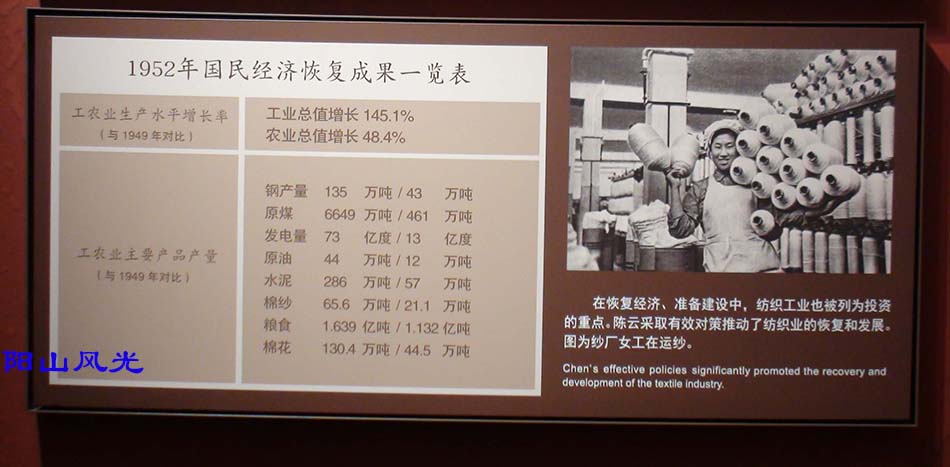 1952年国民经济恢复成果一览表
工农业生产水平增长率
（与1949年对比）
工业总值增长 145.1%
农业总值增长 48.4%
工农业主要产品产量
（与1949年对比）
钢产量 135 万吨 / 43 万吨
原煤 6649 万吨 / 461 万吨
发电量 73 亿度 / 13 亿度
原油 44 万吨 / 12 万吨
水泥 286 万吨 / 57 万吨
棉纱 65.6 万吨 / 21.1 万吨
粮食 1.639 亿吨 / 1.132 亿吨
棉花 130.4 万吨 / 44.5 万吨
在恢复经济、准备建设中，纺织工业也被列为投资
的重点。陈云采取有效对策推动了纺织业的恢复和发展。
图为纱厂女工在运纱。
Chen's effective policies significantly promoted the recovery and
development of the textile industry.
阳山风光